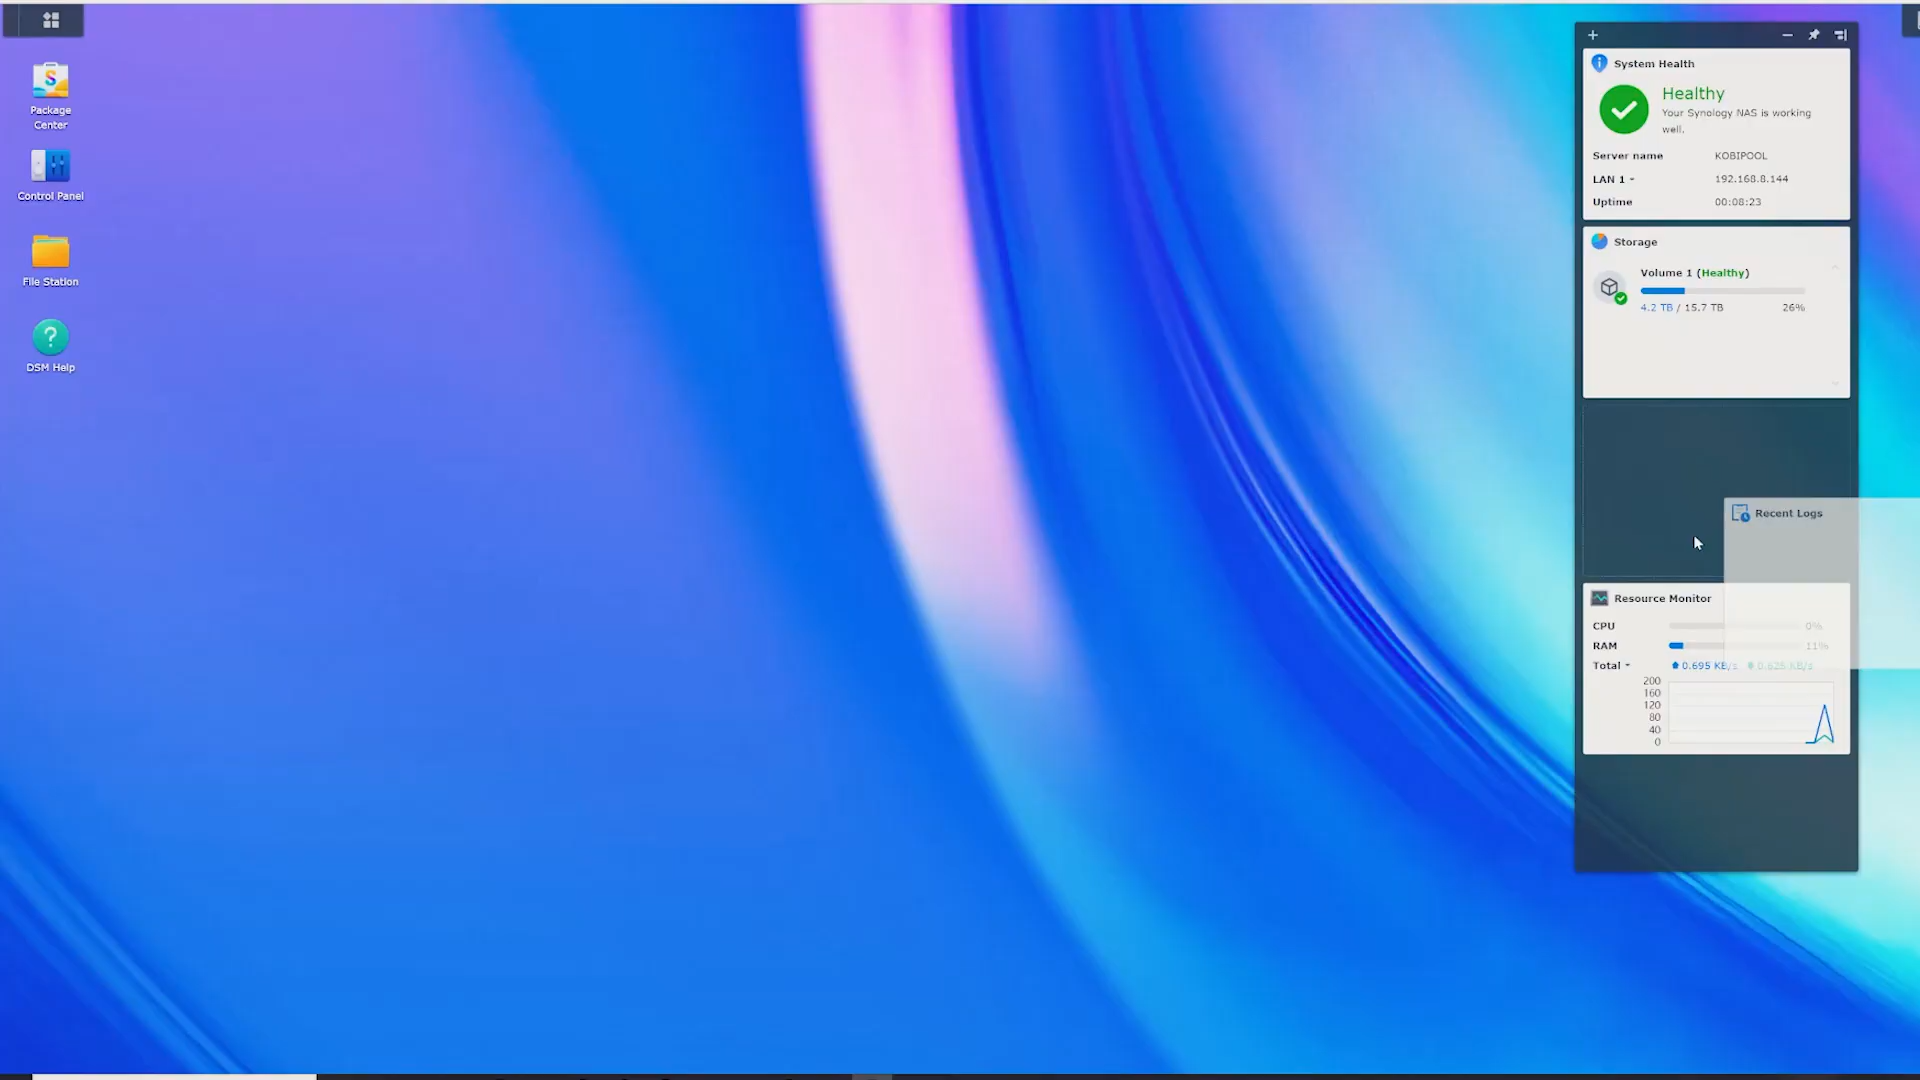 Package
Center
Control Panel
File Station
DSM Help
System Health
Healthy
Your Synology NAS is working
well.
Server name KOBIPOOL
LAN 1 192.168.8.144
Uptime 00:08:23
Storage
Volume 1 (Healthy)
4.2 TB / 15.7 TB 26%
Recent Logs
Resource Monitor
CPU 0%
RAM 11%
Total 0.695 KB/s 0.625 KB/s
200
160
120
80
40
0